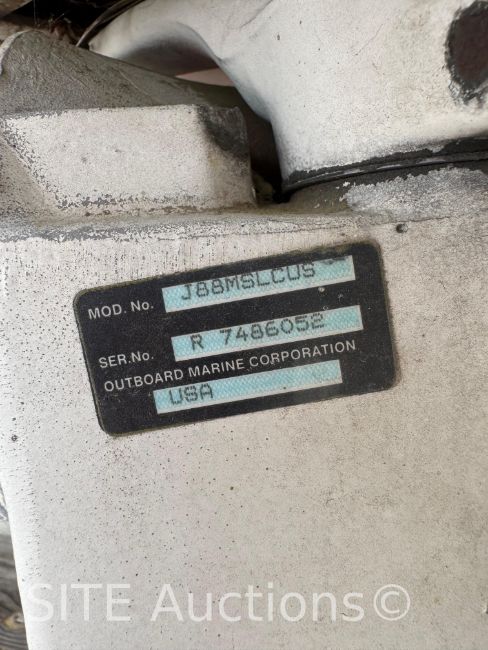 MOD. No. J88MSLCUS
SER.No. R 7486052
OUTBOARD MARINE CORPORATION
USA
SITE Auctions©